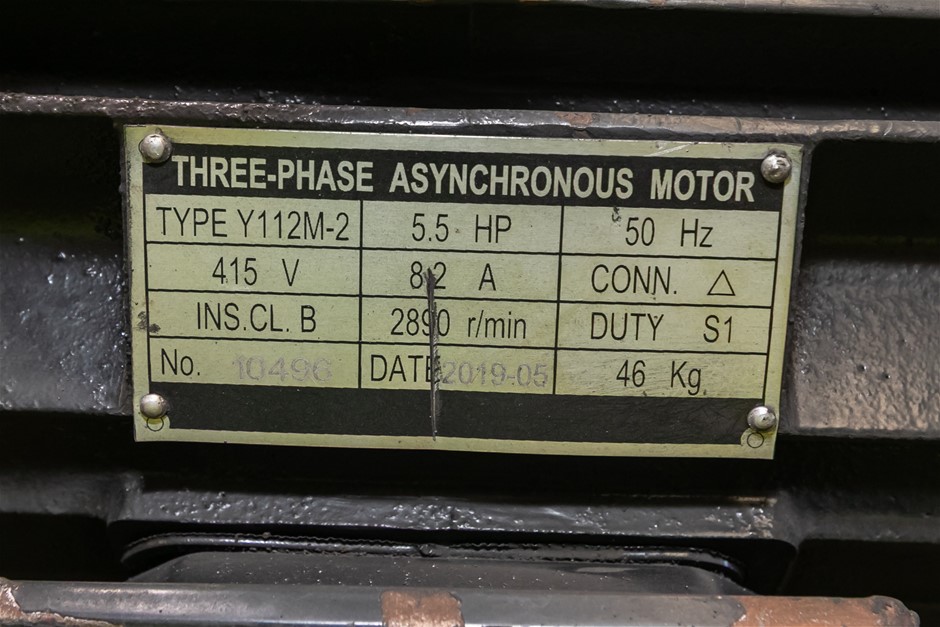 THREE-PHASE ASYNCHRONOUS MOTOR
TYPE Y112M-2 5.5 HP 50 Hz
415 V 8.2 A CONN. △
INS.CL. B 2890 r/min DUTY S1
No. 10496 DATE 2019-05 46 Kg